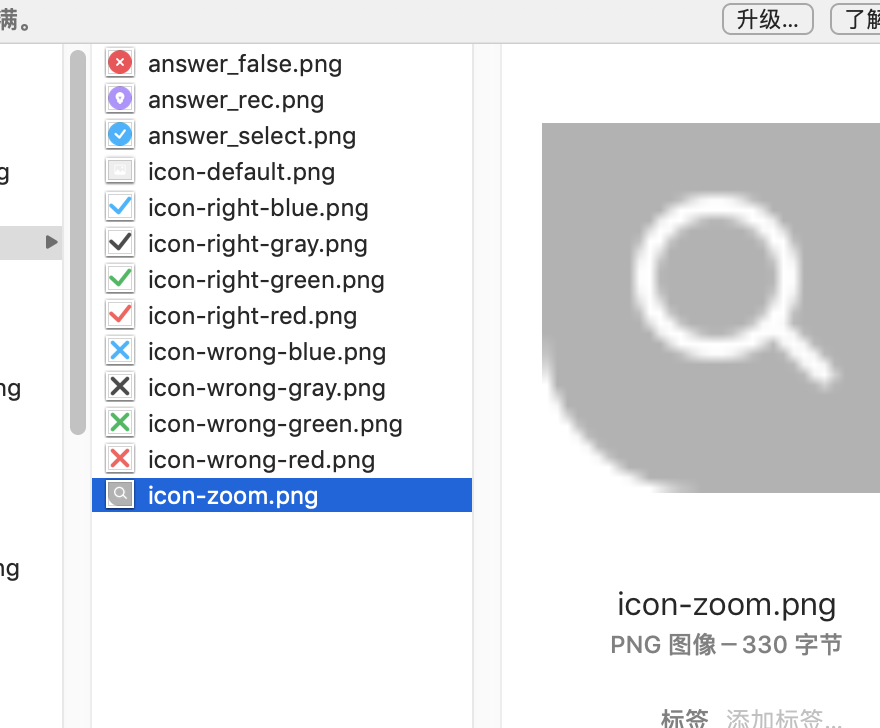 满。
升级...
了解
answer_false.png
answer_rec.png
answer_select.png
icon-default.png
icon-right-blue.png
icon-right-gray.png
icon-right-green.png
icon-right-red.png
icon-wrong-blue.png
icon-wrong-gray.png
icon-wrong-green.png
icon-wrong-red.png
icon-zoom.png
g
ng
ng
icon-zoom.png
PNG 图像 – 330 字节
标签 添加标签...